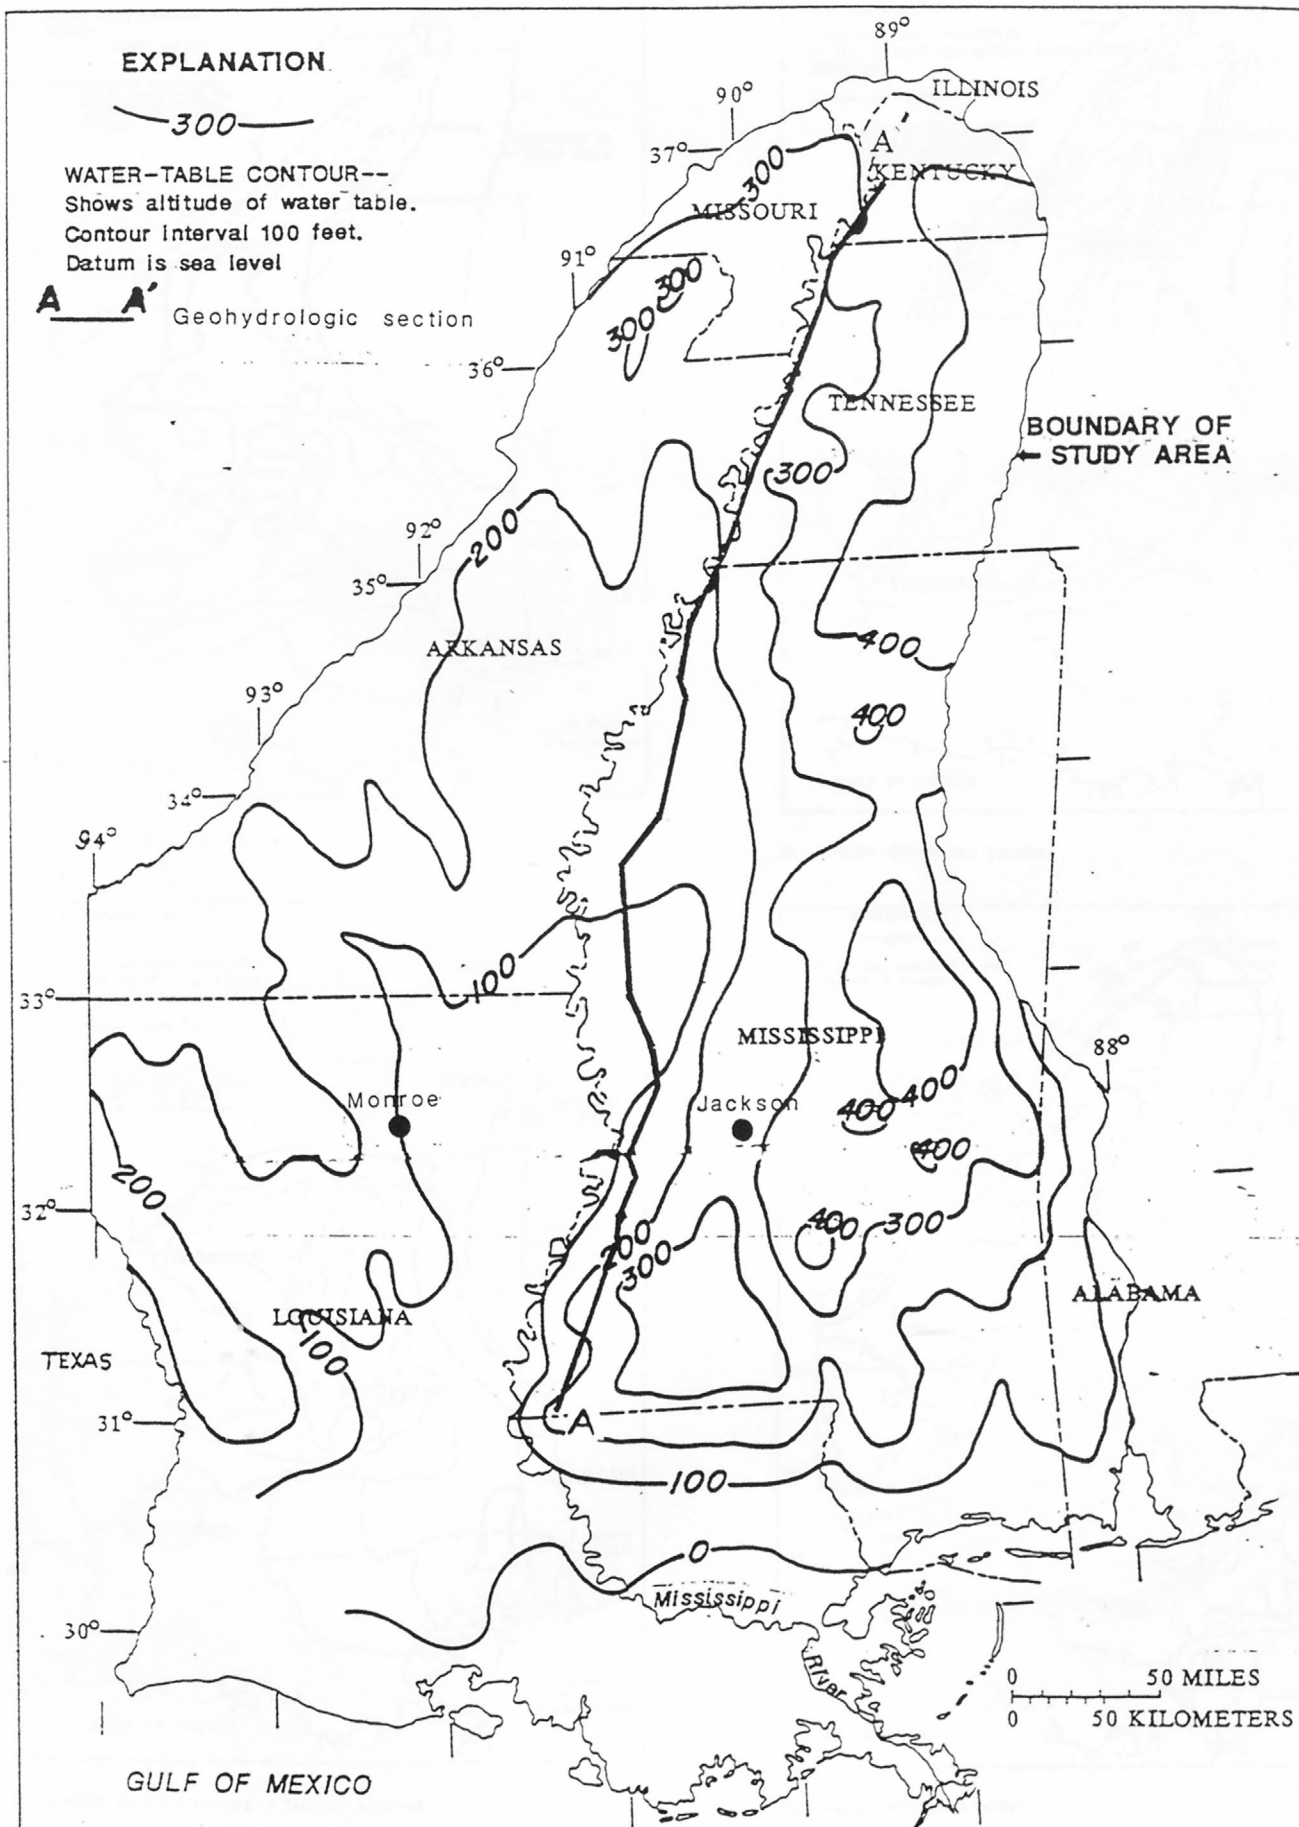 EXPLANATION
300
WATER-TABLE CONTOUR--
Shows altitude of water table.
Contour interval 100 feet.
Datum is sea level
A A' Geohydrologic section
89°
90°
ILLINOIS
37°
A'
300
KENTUCKY
MISSOURI
91°
300
300
36°
TENNESSEE
BOUNDARY OF
STUDY AREA
300
92°
200
35°
ARKANSAS
400
93°
400
34°
94°
100
33°
MISSISSIPPI
88°
Monroe
Jackson
400
400
400
200
32°
400
300
200
300
ALABAMA
LOUISIANA
100
TEXAS
31°
A
100
0
Mississippi
30°
River
0 50 MILES
0 50 KILOMETERS
GULF OF MEXICO